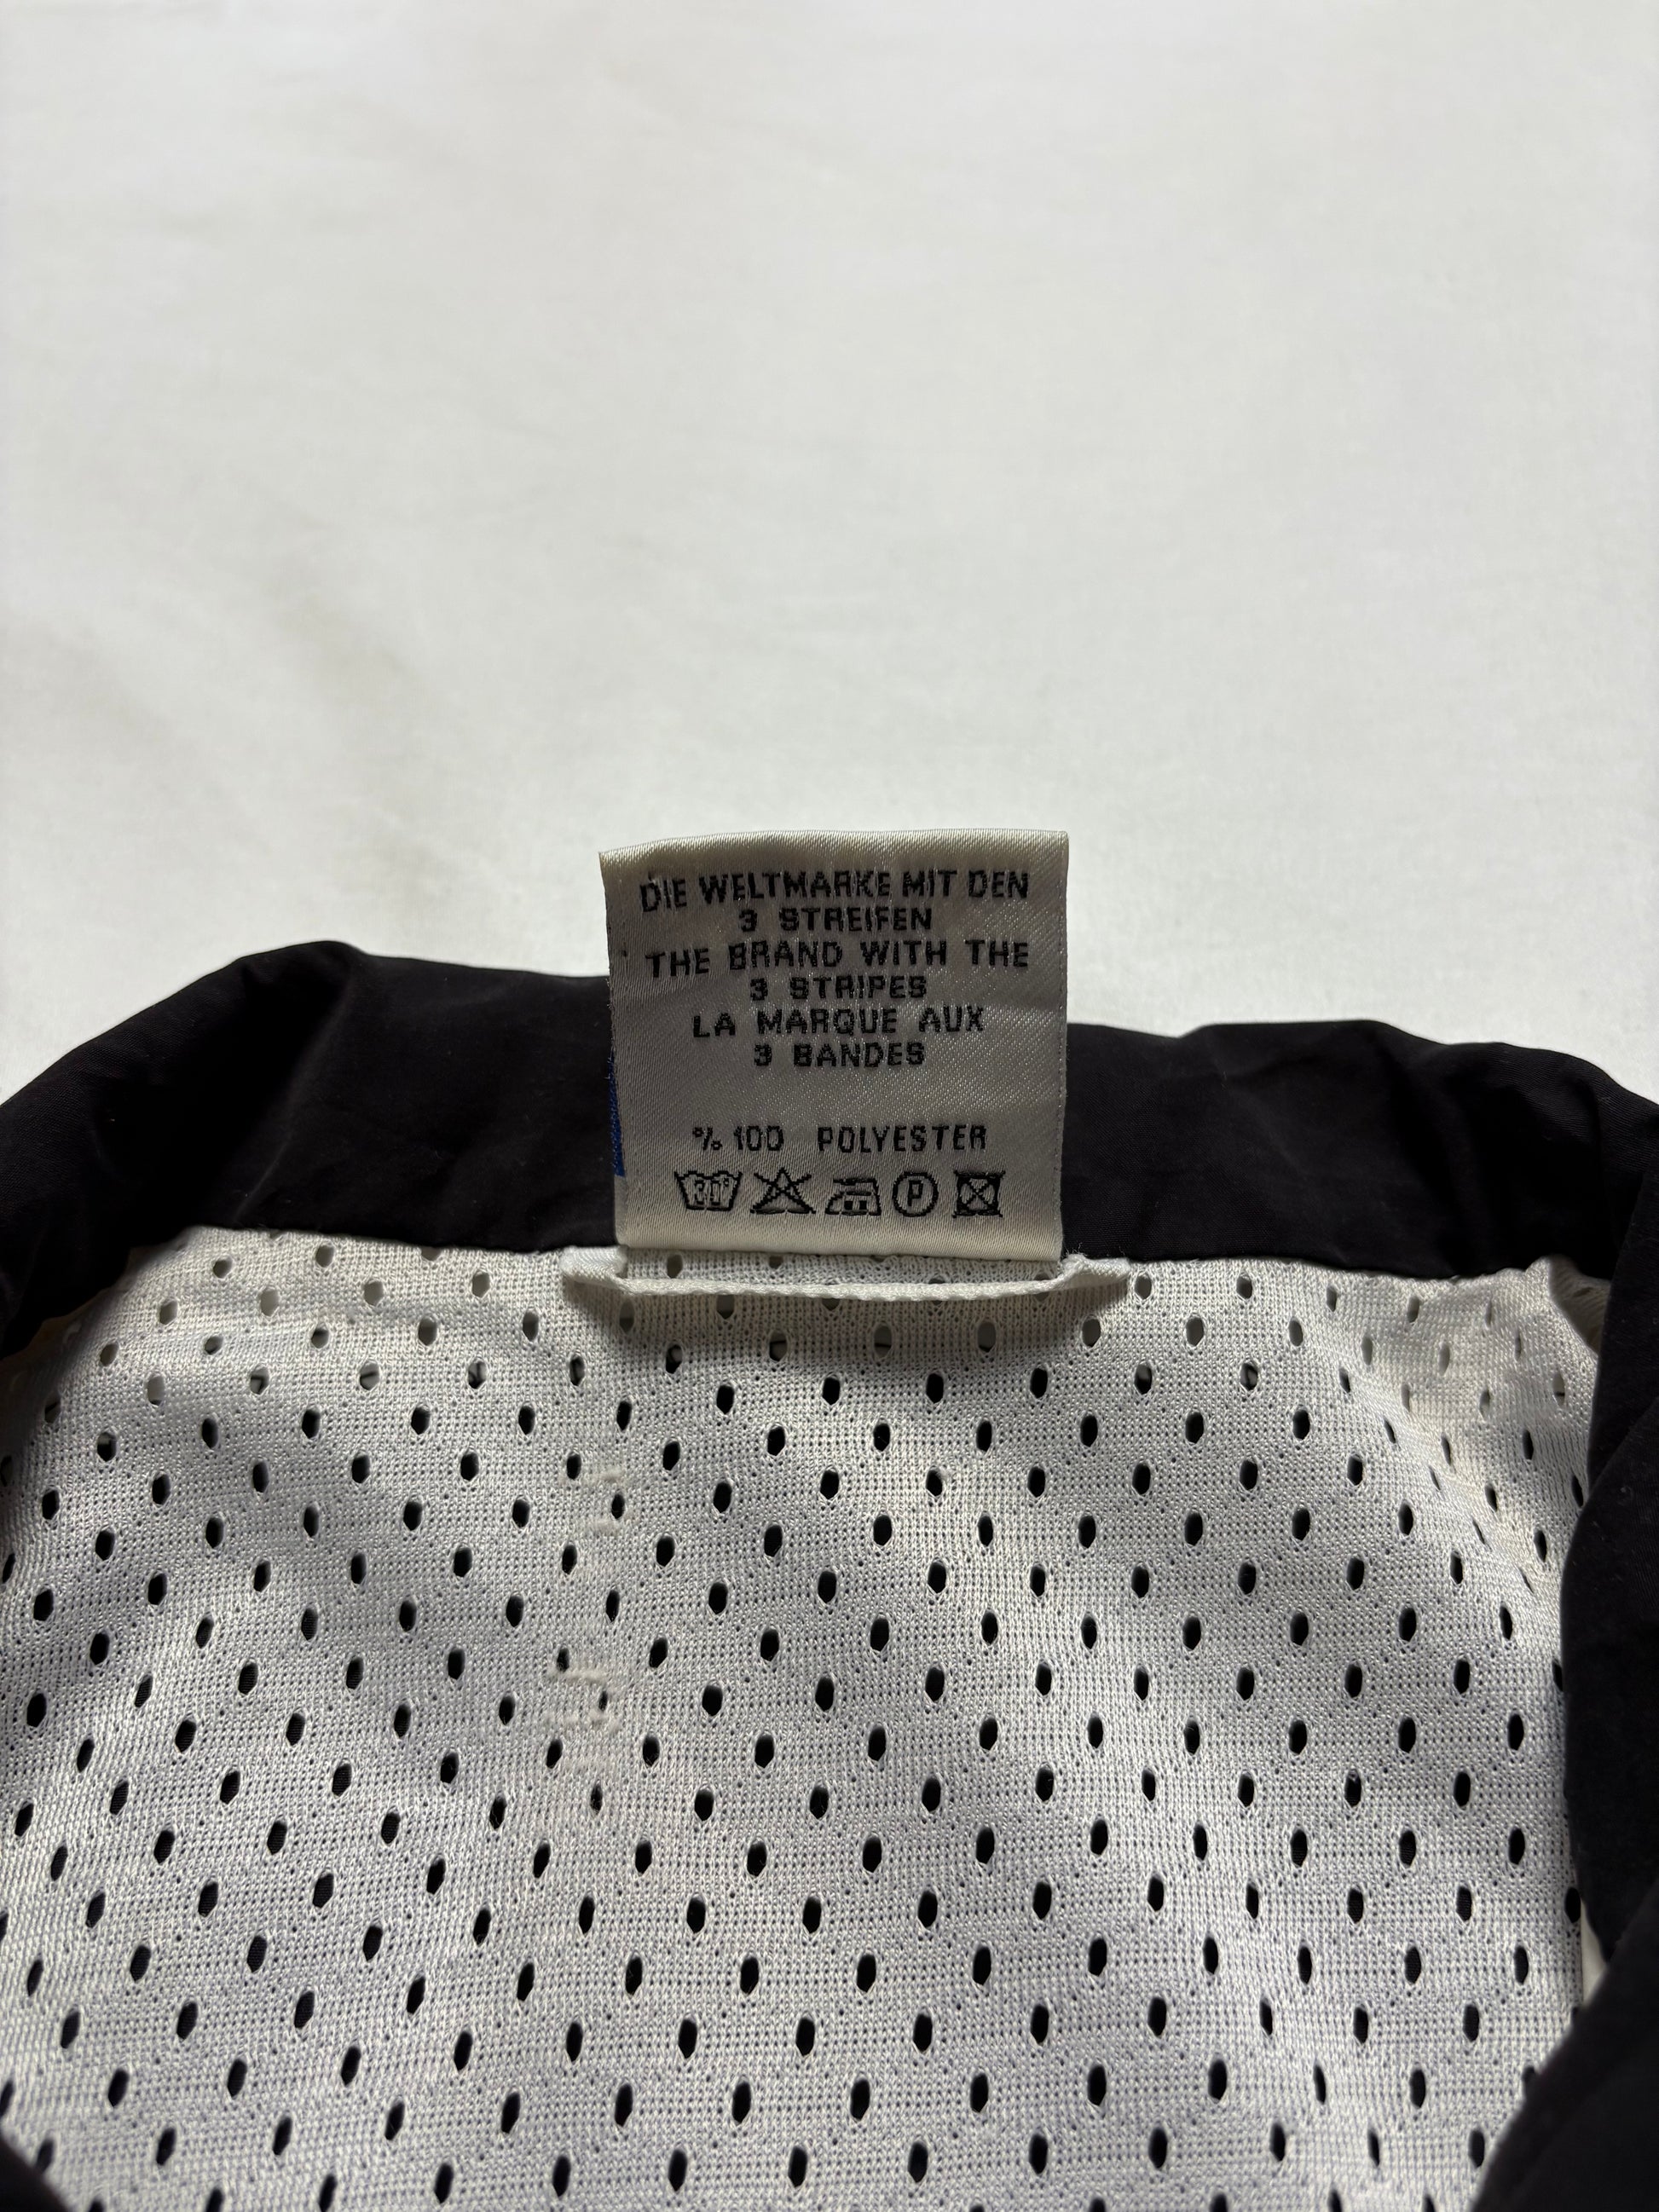 DIE WELTMARKE MIT DEN
3 STREIFEN
THE BRAND WITH THE
3 STRIPES
LA MARQUE AUX
3 BANDES
% 100 POLYESTER
30° P